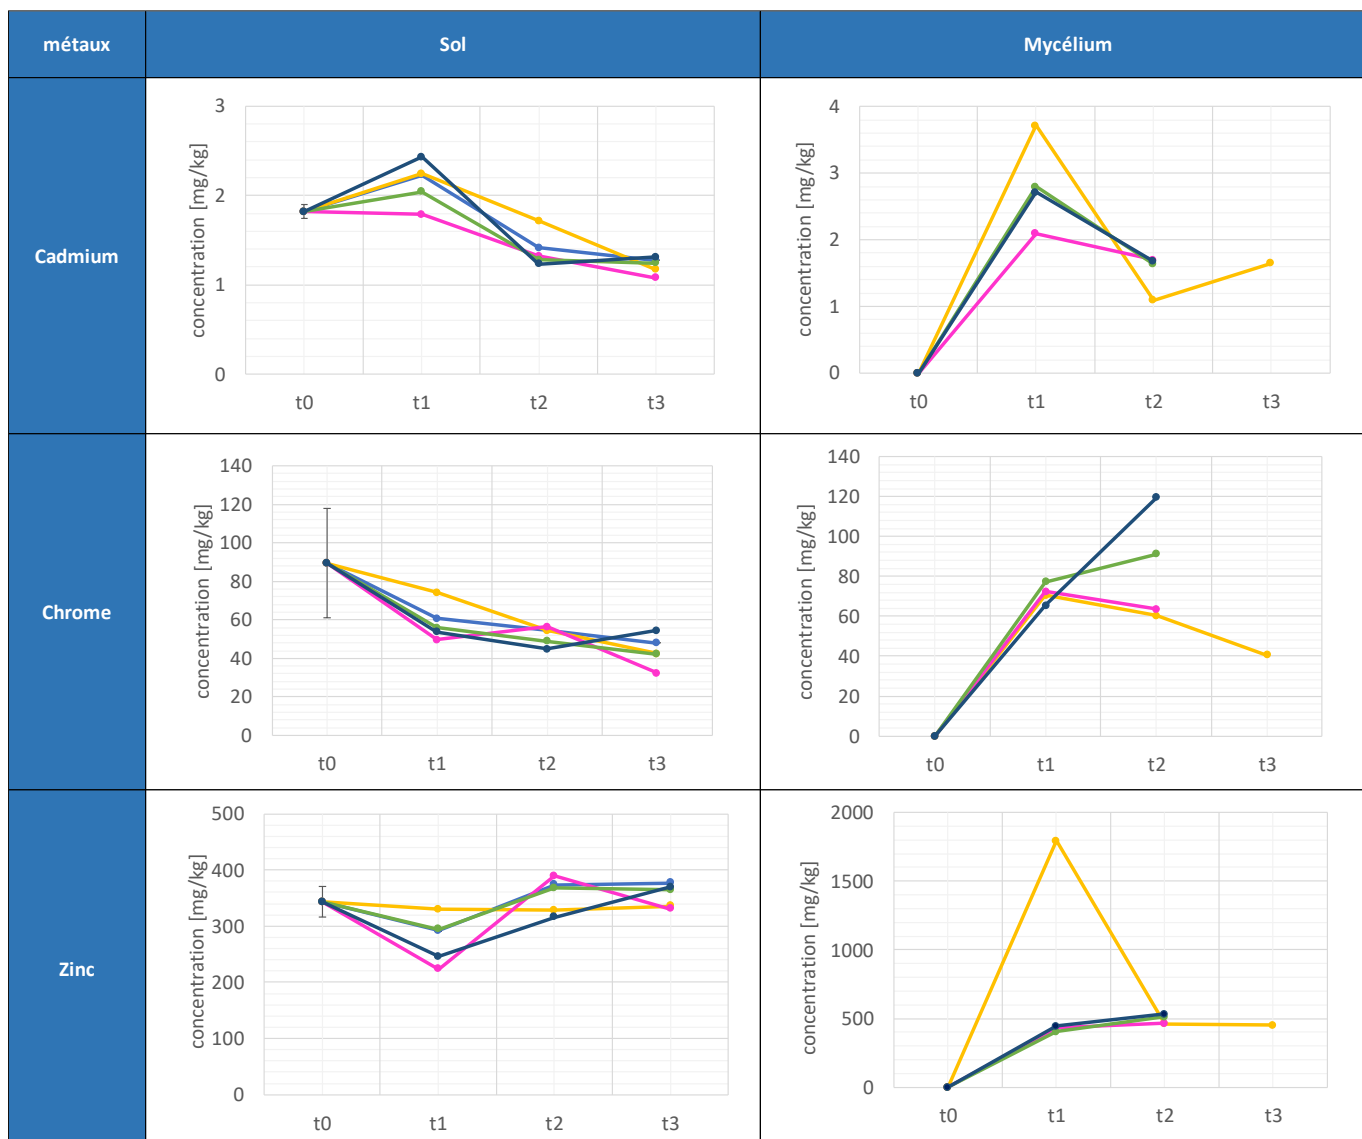 métaux
Sol
Mycélium
Cadmium
concentration [mg/kg]
3
2
1
0
t0 t1 t2 t3
concentration [mg/kg]
4
3
2
1
0
t0 t1 t2 t3
Chrome
concentration [mg/kg]
140
120
100
80
60
40
20
0
t0 t1 t2 t3
concentration [mg/kg]
140
120
100
80
60
40
20
0
t0 t1 t2 t3
Zinc
concentration [mg/kg]
500
400
300
200
100
0
t0 t1 t2 t3
concentration [mg/kg]
2000
1500
1000
500
0
t0 t1 t2 t3